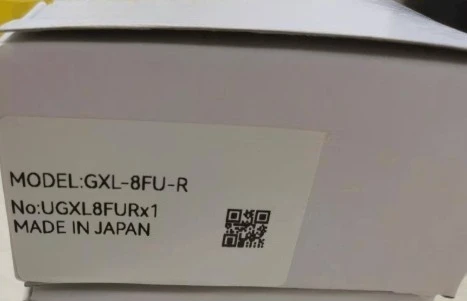 MODEL:GXL-8FU-R
No:UGXL8FURx1
MADE IN JAPAN